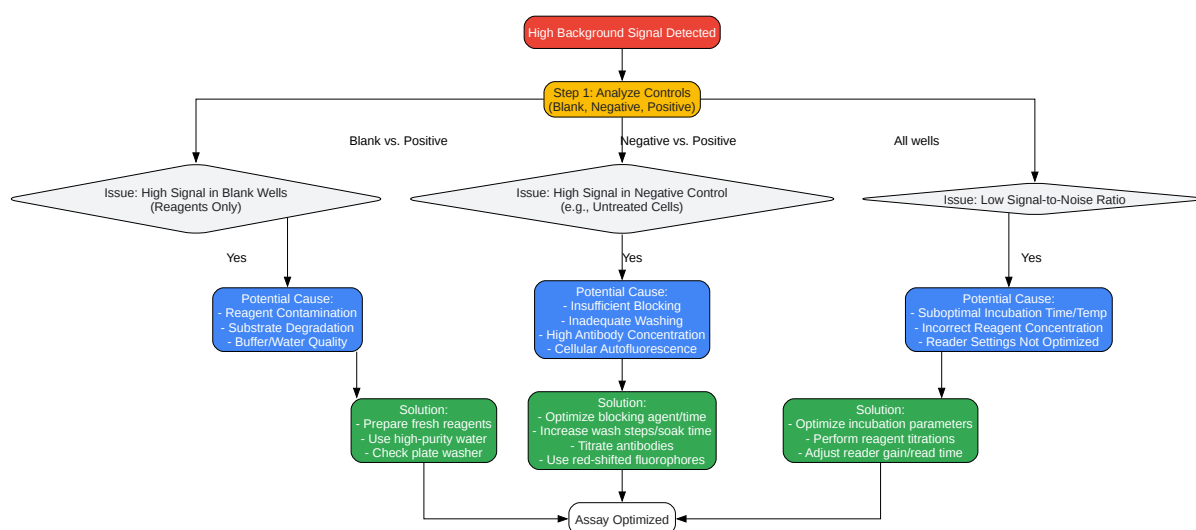 High Background Signal Detected
Step 1: Analyze Controls
(Blank, Negative, Positive)
Blank vs. Positive
Negative vs. Positive
All wells
Issue: High Signal in Blank Wells
(Reagents Only)
Issue: High Signal in Negative Control
(e.g., Untreated Cells)
Issue: Low Signal-to-Noise Ratio
Yes
Yes
Yes
Potential Cause:
- Reagent Contamination
- Substrate Degradation
- Buffer/Water Quality
Potential Cause:
- Insufficient Blocking
- Inadequate Washing
- High Antibody Concentration
- Cellular Autofluorescence
Potential Cause:
- Suboptimal Incubation Time/Temp
- Incorrect Reagent Concentration
- Reader Settings Not Optimized
Solution:
- Prepare fresh reagents
- Use high-purity water
- Check plate washer
Solution:
- Optimize blocking agent/time
- Increase wash steps/soak time
- Titrate antibodies
- Use red-shifted fluorophores
Solution:
- Optimize incubation parameters
- Perform reagent titrations
- Adjust reader gain/read time
Assay Optimized